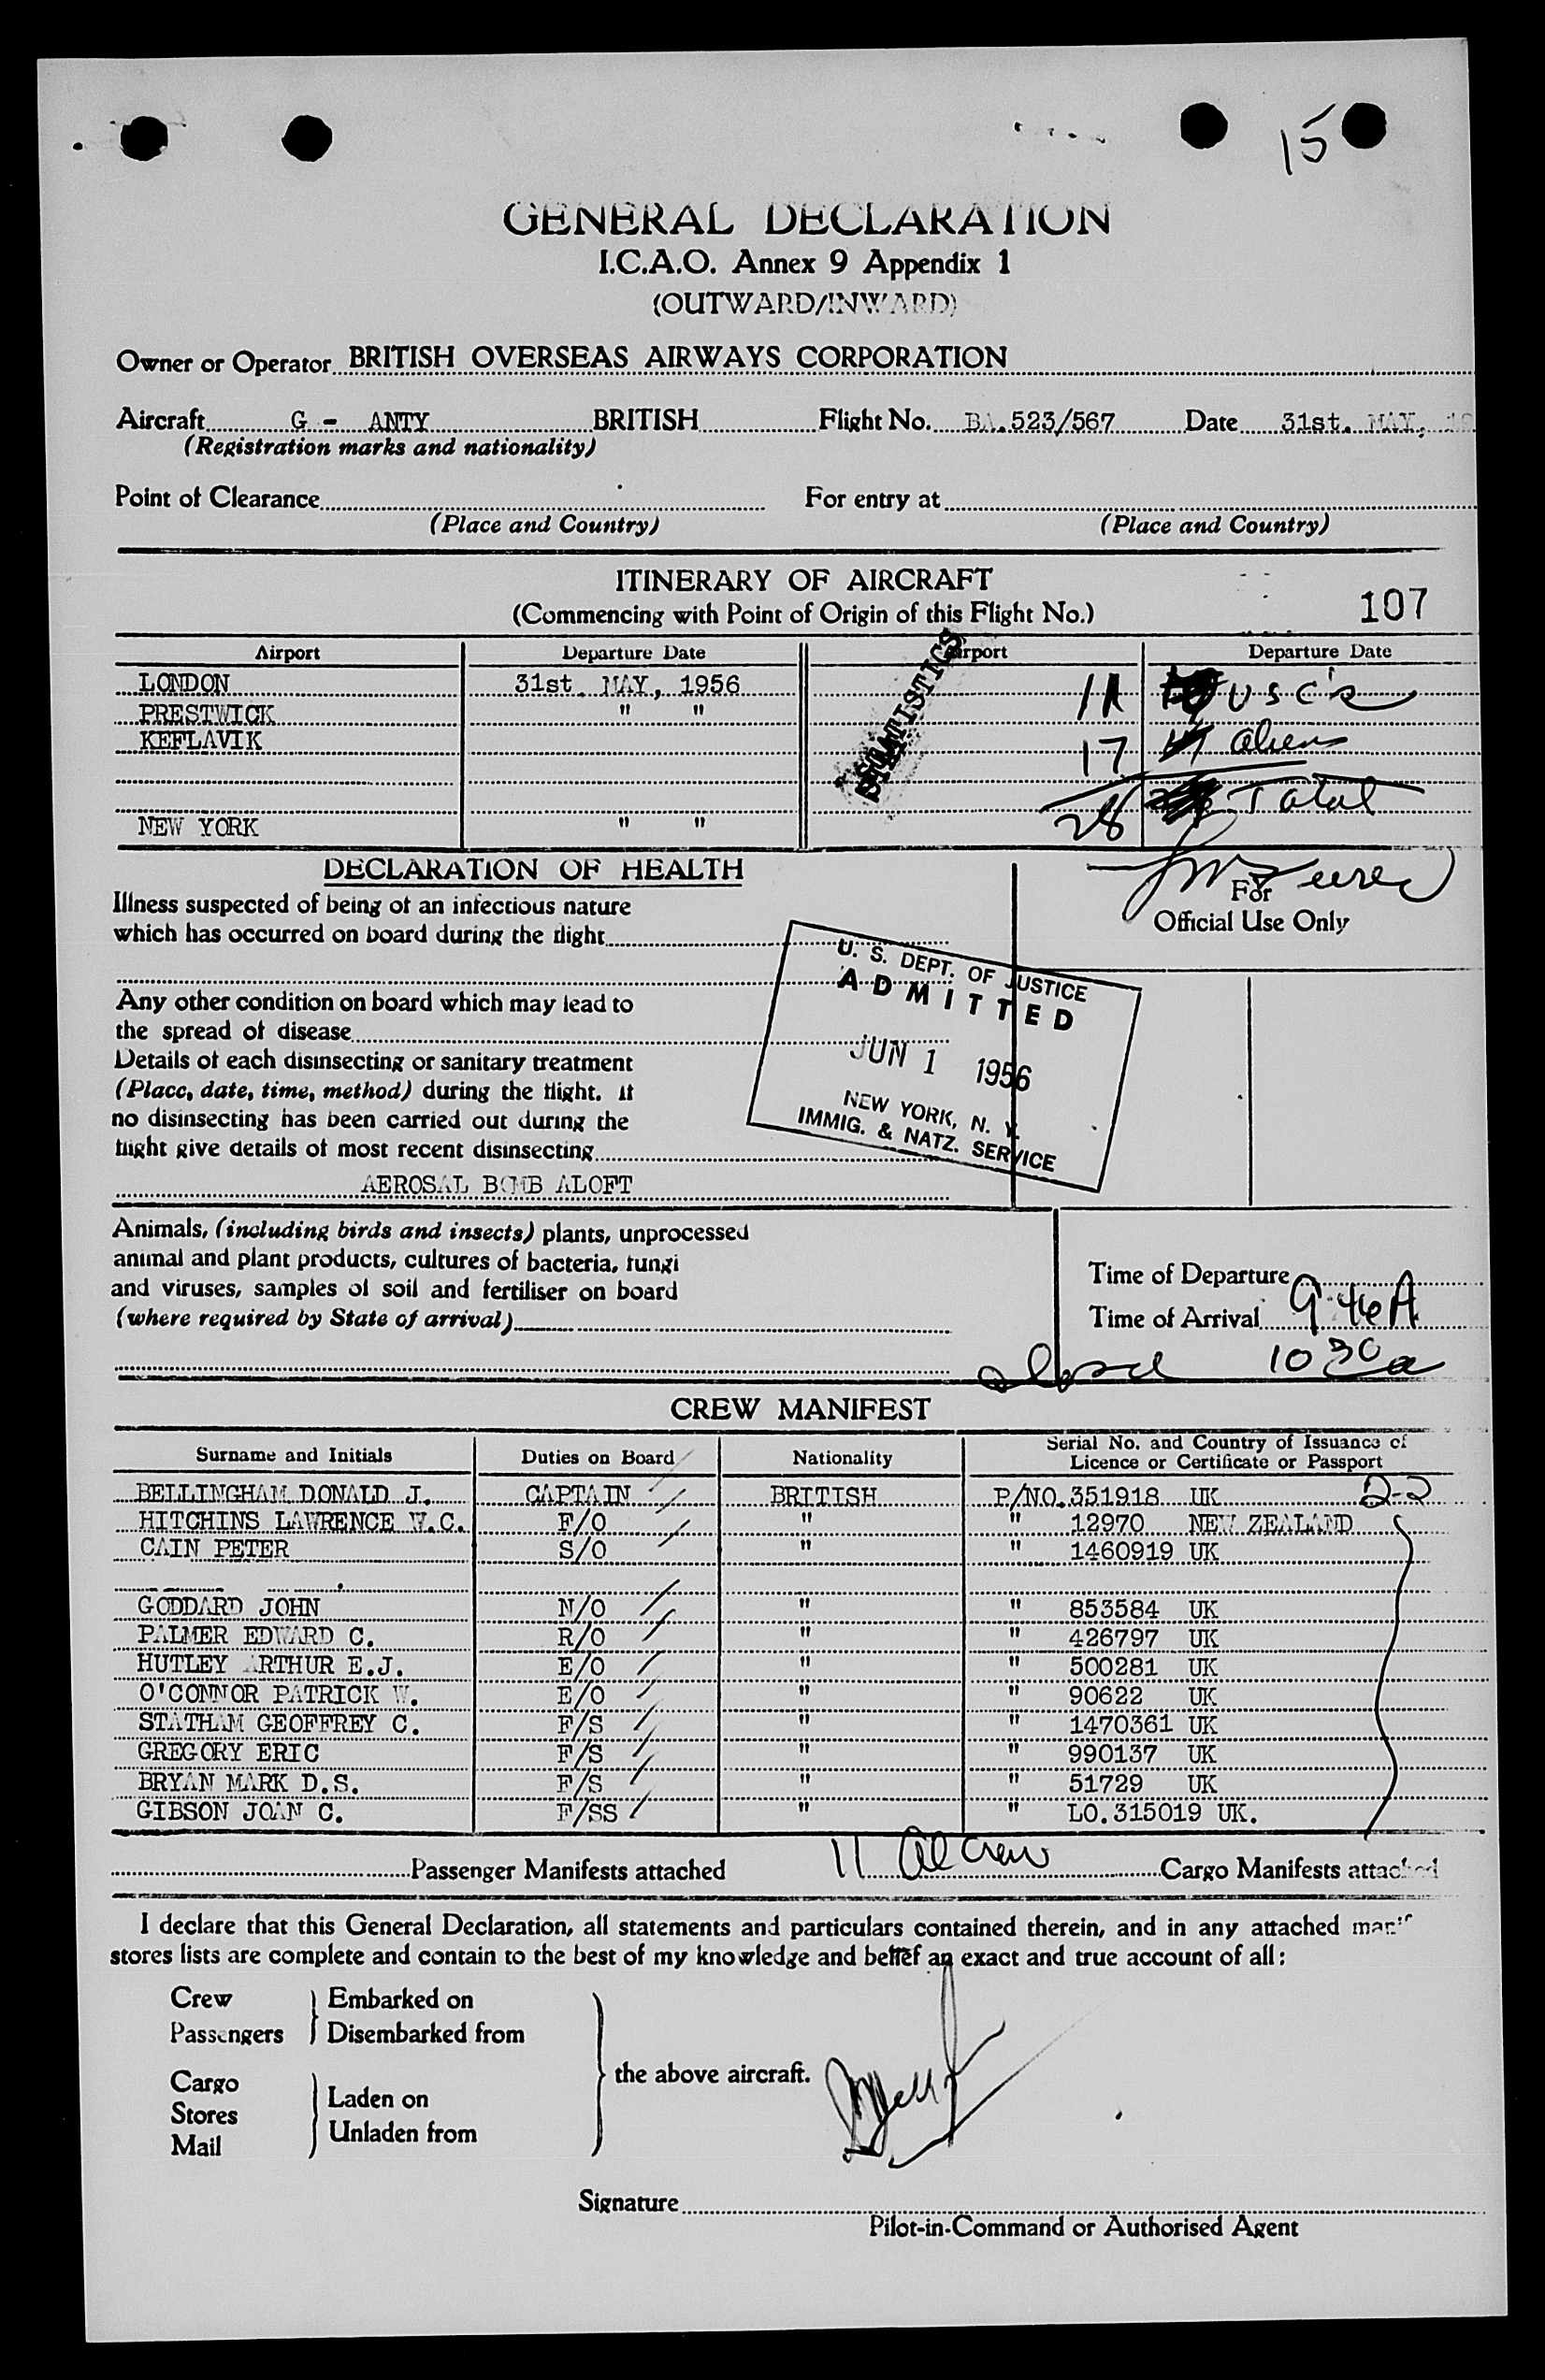 15
GENERAL DECLARATION
I.C.A.O. Annex 9 Appendix 1
(OUTWARD/INWARD)
Owner or Operator BRITISH OVERSEAS AIRWAYS CORPORATION
Aircraft G - ANTY BRITISH Flight No. BA.523/567 Date 31st. MAY, 19
(Registration marks and nationality)
Point of Clearance For entry at
(Place and Country) (Place and Country)
ITINERARY OF AIRCRAFT
(Commencing with Point of Origin of this Flight No.) 107
Airport Departure Date Airport Departure Date
STATISTICS
LONDON 31st. MAY, 1956 11 USC's
PRESTWICK " "
KEFLAVIK 17 aliens
28 Total
NEW YORK " "
DECLARATION OF HEALTH
For
Official Use Only
Illness suspected of being of an infectious nature
which has occurred on board during the flight
U. S. DEPT. OF JUSTICE
ADMITTED
JUN 1 1956
NEW YORK, N. Y.
IMMIG. & NATZ. SERVICE
Any other condition on board which may lead to
the spread of disease
Details of each disinsecting or sanitary treatment
(Place, date, time, method) during the flight. If
no disinsecting has been carried out during the
flight give details of most recent disinsecting
AEROSAL BOMB ALOFT
Animals, (including birds and insects) plants, unprocessed
animal and plant products, cultures of bacteria, fungi
and viruses, samples of soil and fertiliser on board
(where required by State of arrival)
Time of Departure
Time of Arrival 9:46A
1030a
CREW MANIFEST
Surname and Initials Duties on Board Nationality Serial No. and Country of Issuance of
Licence or Certificate or Passport
BELLINGHAM DONALD J. CAPTAIN BRITISH P/NO.351918 UK 2-2
HITCHINS LAWRENCE W.C. F/O " " 12970 NEW ZEALAND
CAIN PETER S/O " " 1460919 UK
GODDARD JOHN N/O " " 853584 UK
PALMER EDWARD C. R/O " " 426797 UK
HUTLEY ARTHUR E.J. E/O " " 500281 UK
O'CONNOR PATRICK W. E/O " " 90622 UK
STATHAM GEOFFREY C. F/S " " 1470361 UK
GREGORY ERIC F/S " " 990137 UK
BRYAN MARK D.S. F/S " " 51729 UK
GIBSON JOAN C. F/SS " " LO.315019 UK.
Passenger Manifests attached 11 al crew Cargo Manifests attached
I declare that this General Declaration, all statements and particulars contained therein, and in any attached manif
stores lists are complete and contain to the best of my knowledge and belief an exact and true account of all:
Crew Embarked on
Passengers Disembarked from
the above aircraft.
Cargo Laden on
Stores
Mail Unladen from
Signature
Pilot-in-Command or Authorised Agent